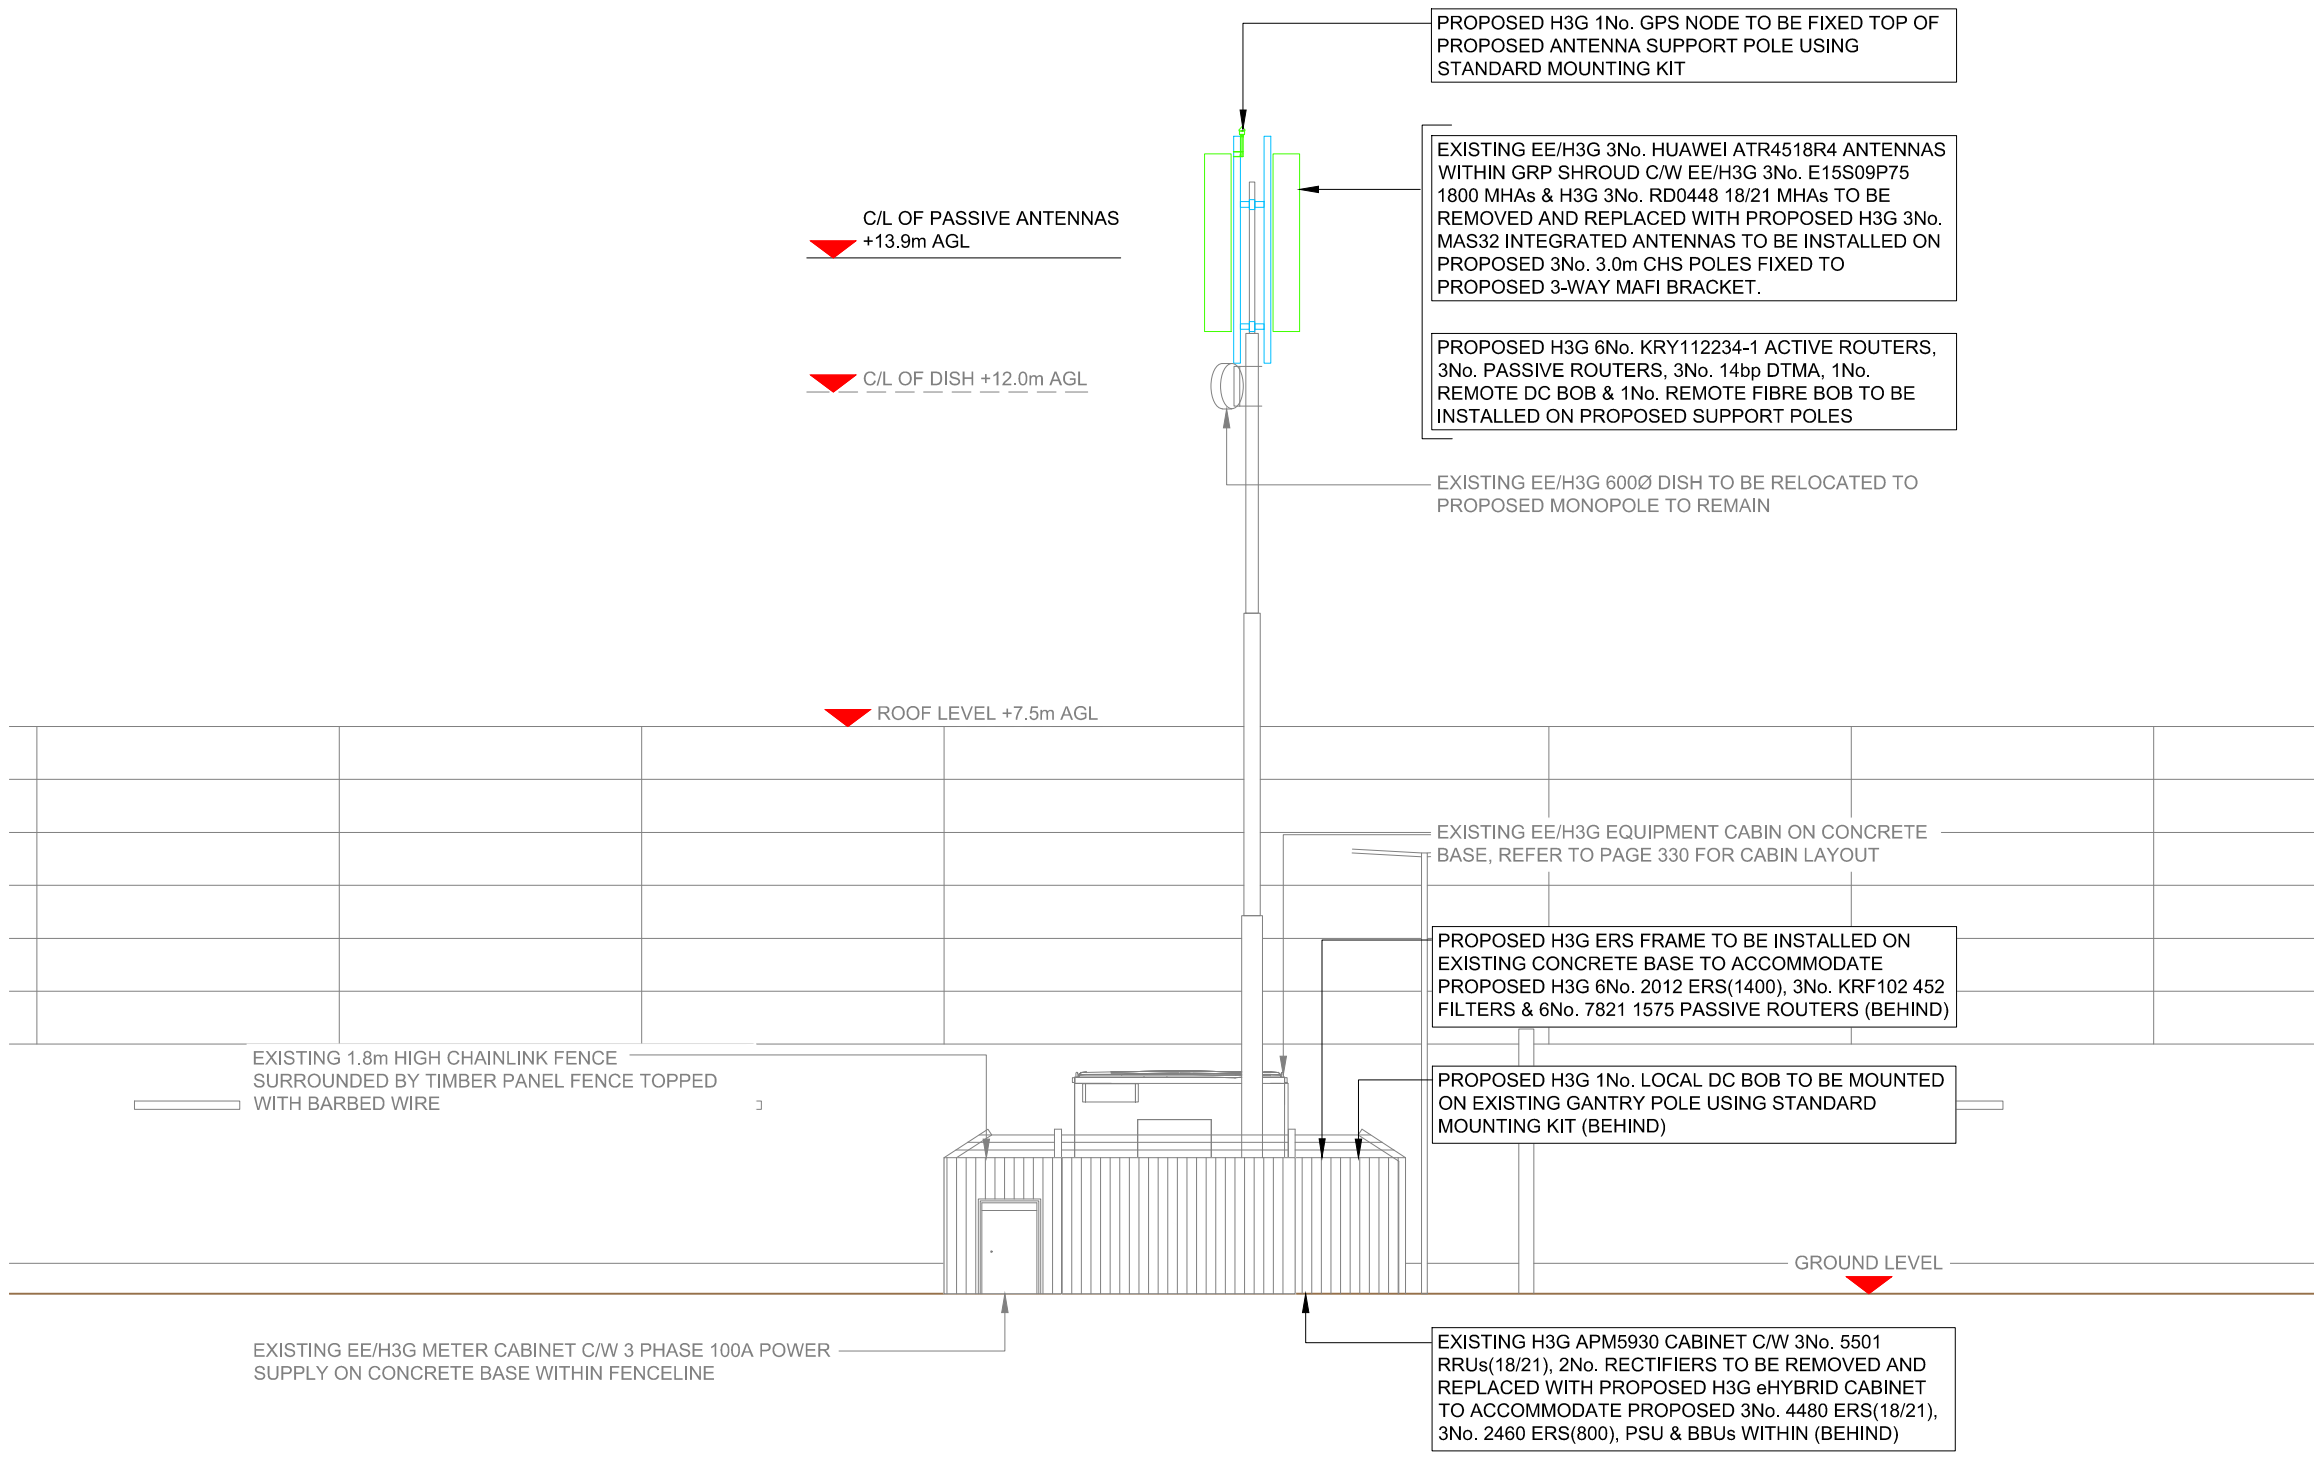 PROPOSED H3G 1No. GPS NODE TO BE FIXED TOP OF
PROPOSED ANTENNA SUPPORT POLE USING
STANDARD MOUNTING KIT
EXISTING EE/H3G 3No. HUAWEI ATR4518R4 ANTENNAS
WITHIN GRP SHROUD C/W EE/H3G 3No. E15S09P75
1800 MHAs & H3G 3No. RD0448 18/21 MHAs TO BE
REMOVED AND REPLACED WITH PROPOSED H3G 3No.
MAS32 INTEGRATED ANTENNAS TO BE INSTALLED ON
PROPOSED 3No. 3.0m CHS POLES FIXED TO
PROPOSED 3-WAY MAFI BRACKET.
C/L OF PASSIVE ANTENNAS
+13.9m AGL
PROPOSED H3G 6No. KRY112234-1 ACTIVE ROUTERS,
3No. PASSIVE ROUTERS, 3No. 14bp DTMA, 1No.
REMOTE DC BOB & 1No. REMOTE FIBRE BOB TO BE
INSTALLED ON PROPOSED SUPPORT POLES
C/L OF DISH +12.0m AGL
EXISTING EE/H3G 600Ø DISH TO BE RELOCATED TO
PROPOSED MONOPOLE TO REMAIN
ROOF LEVEL +7.5m AGL
EXISTING EE/H3G EQUIPMENT CABIN ON CONCRETE
BASE, REFER TO PAGE 330 FOR CABIN LAYOUT
PROPOSED H3G ERS FRAME TO BE INSTALLED ON
EXISTING CONCRETE BASE TO ACCOMMODATE
PROPOSED H3G 6No. 2012 ERS(1400), 3No. KRF102 452
FILTERS & 6No. 7821 1575 PASSIVE ROUTERS (BEHIND)
EXISTING 1.8m HIGH CHAINLINK FENCE
SURROUNDED BY TIMBER PANEL FENCE TOPPED
WITH BARBED WIRE
PROPOSED H3G 1No. LOCAL DC BOB TO BE MOUNTED
ON EXISTING GANTRY POLE USING STANDARD
MOUNTING KIT (BEHIND)
GROUND LEVEL
EXISTING EE/H3G METER CABINET C/W 3 PHASE 100A POWER
SUPPLY ON CONCRETE BASE WITHIN FENCELINE
EXISTING H3G APM5930 CABINET C/W 3No. 5501
RRUs(18/21), 2No. RECTIFIERS TO BE REMOVED AND
REPLACED WITH PROPOSED H3G eHYBRID CABINET
TO ACCOMMODATE PROPOSED 3No. 4480 ERS(18/21),
3No. 2460 ERS(800), PSU & BBUs WITHIN (BEHIND)